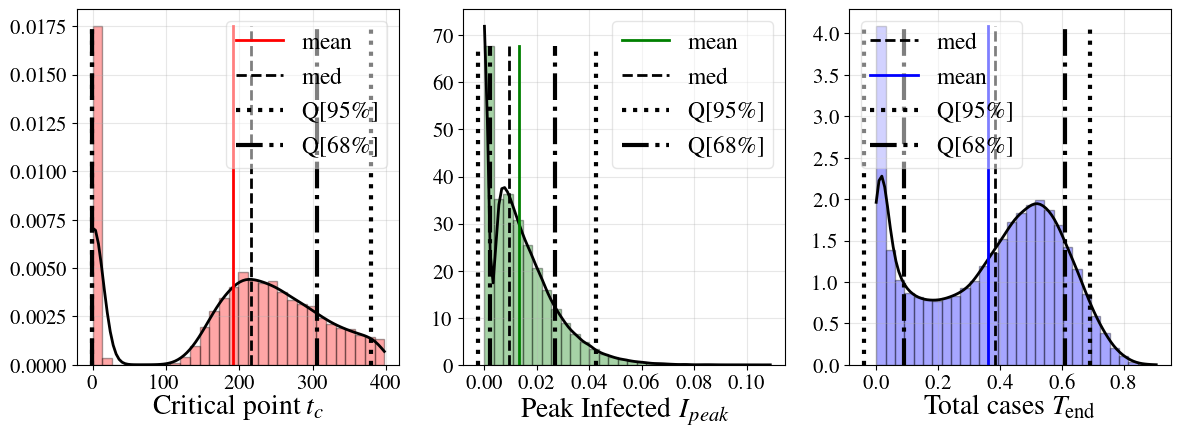 0.0175
0.0150
0.0125
0.0100
0.0075
0.0050
0.0025
0.0000
0 100 200 300 400
Critical point t_c
mean
med
Q[95%]
Q[68%]
70
60
50
40
30
20
10
0
0.00 0.02 0.04 0.06 0.08 0.10
Peak Infected I_{peak}
mean
med
Q[95%]
Q[68%]
4.0
3.5
3.0
2.5
2.0
1.5
1.0
0.5
0.0
0.0 0.2 0.4 0.6 0.8
Total cases T_{end}
med
mean
Q[95%]
Q[68%]